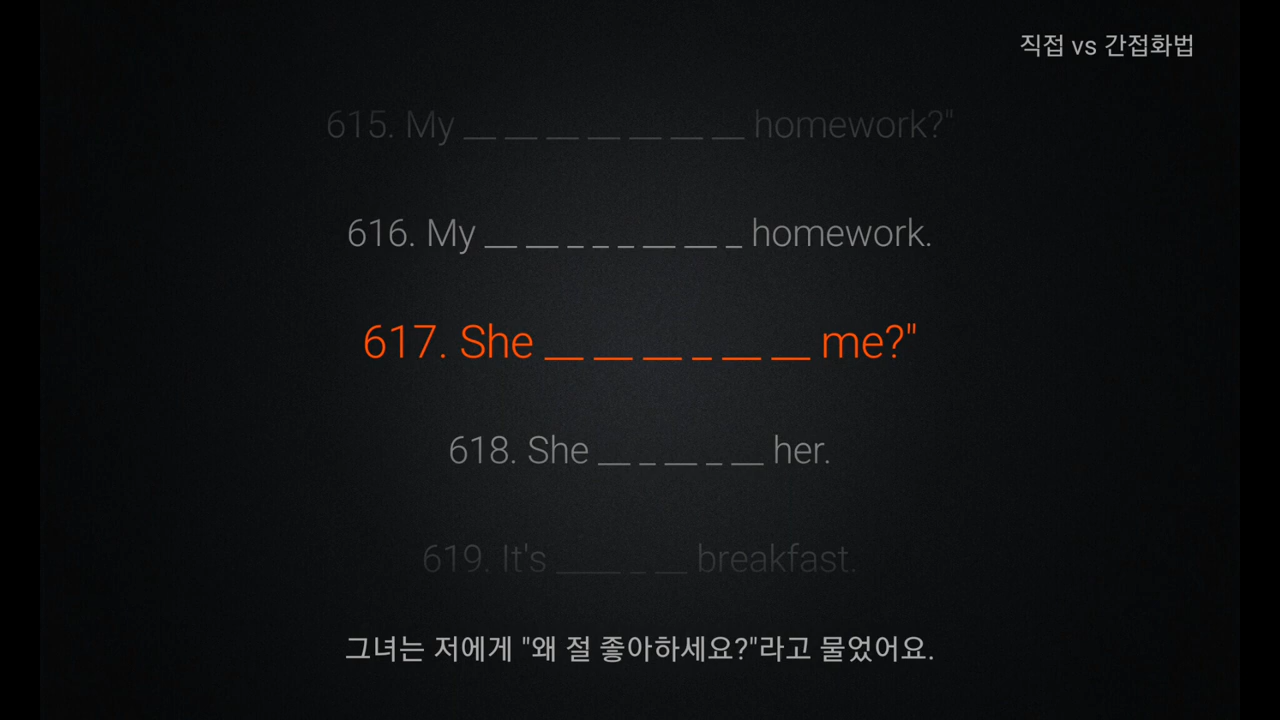 직접 vs 간접화법
615. My __ __ __ __ __ __ __ homework?"
616. My __ __ _ _ _ __ __ _ homework.
617. She __ __ __ _ __ __ me?"
618. She __ _ __ _ __ her.
619. It's ____ _ __ breakfast.
그녀는 저에게 "왜 절 좋아하세요?"라고 물었어요.